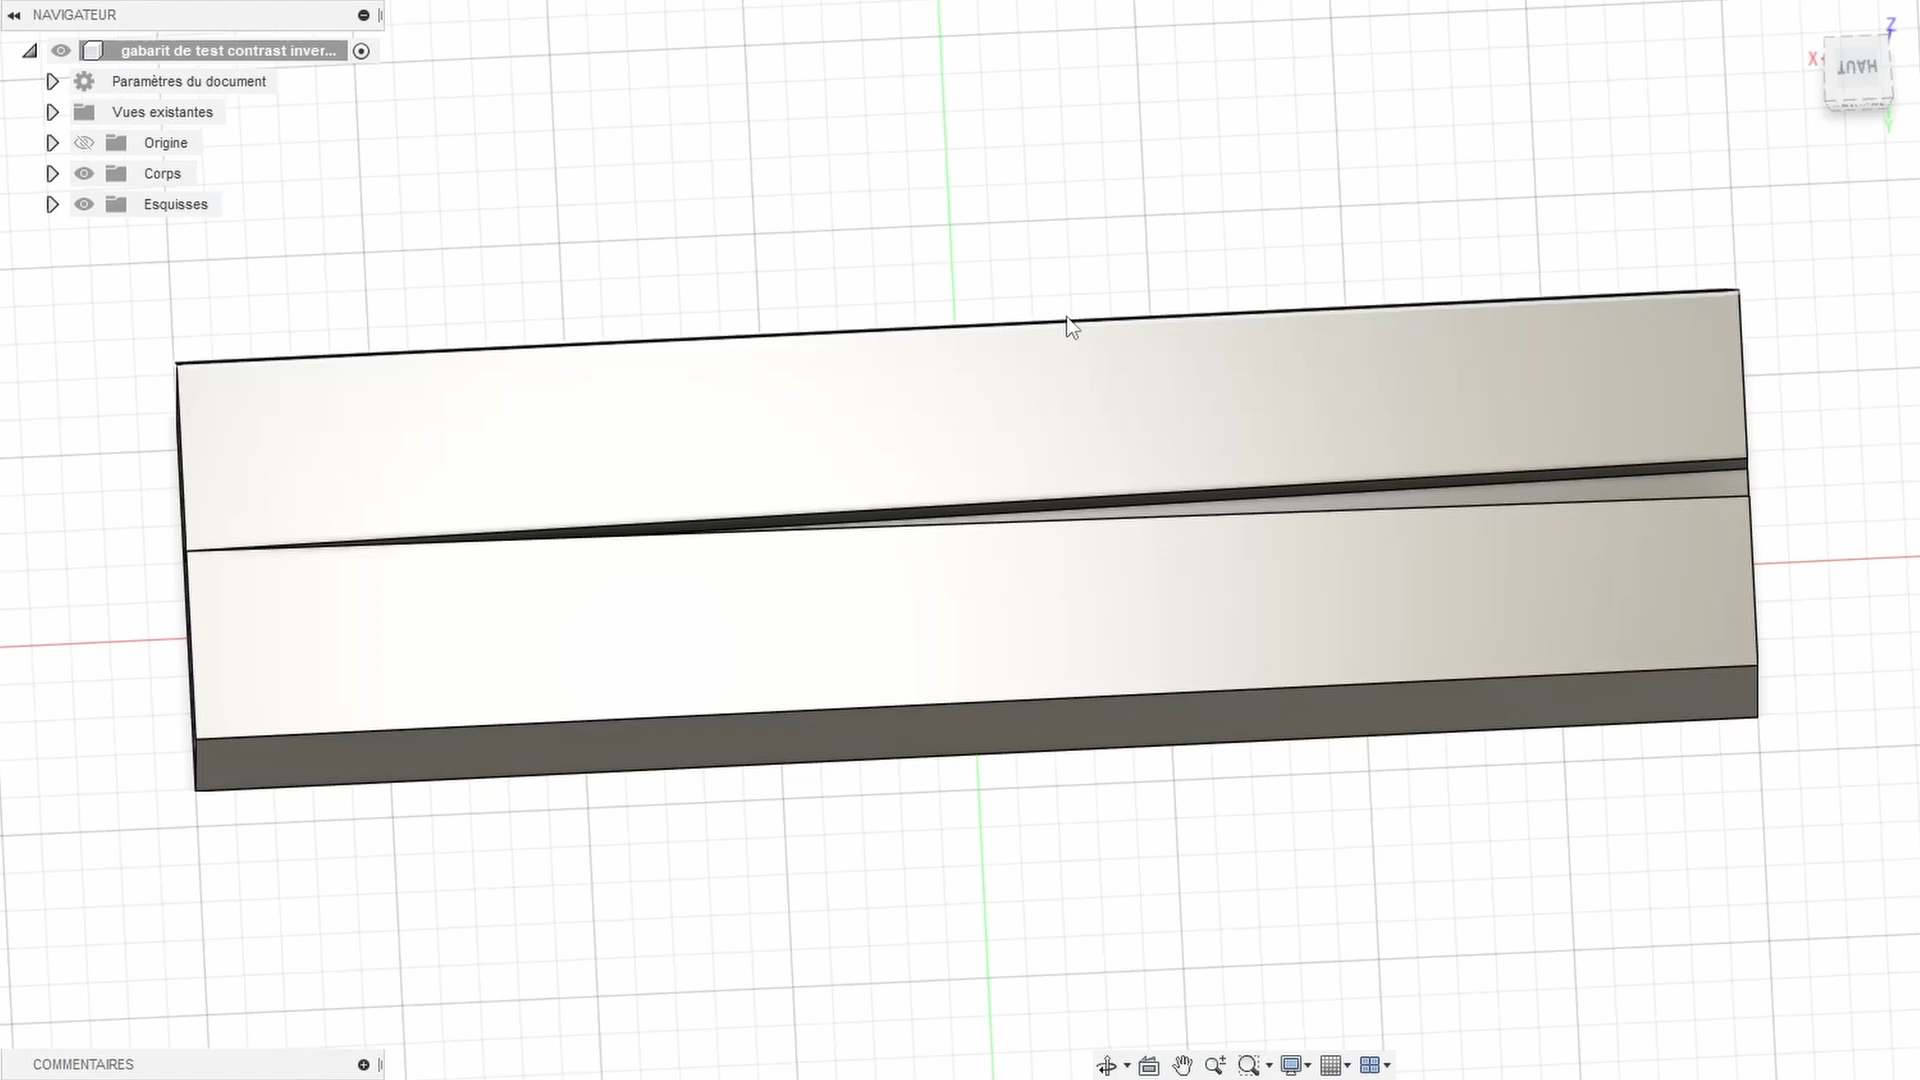 NAVIGATEUR
gabarit de test contrast inver...
Paramètres du document
Vues existantes
Origine
Corps
Esquisses
Z
X
HAUT
Y
COMMENTAIRES